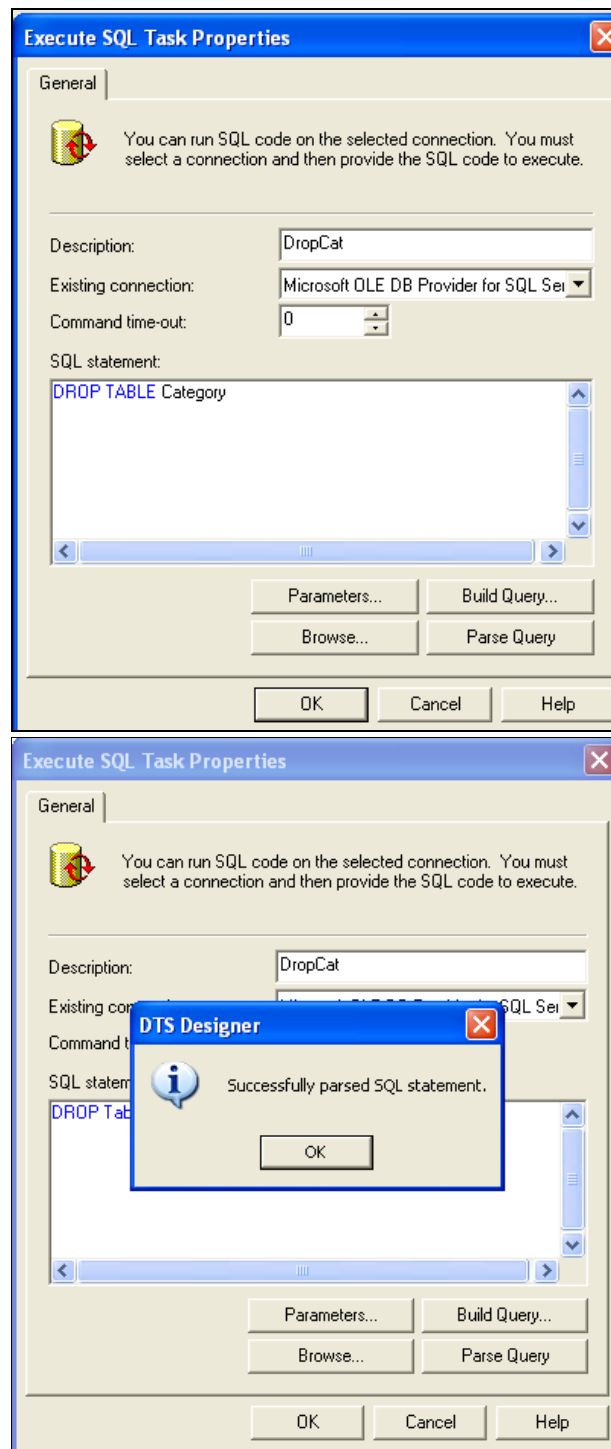 Execute SQL Task Properties
General
You can run SQL code on the selected connection. You must
select a connection and then provide the SQL code to execute.
Description:
DropCat
Existing connection:
Microsoft OLE DB Provider for SQL Ser
Command time-out:
0
SQL statement:
DROP TABLE Category
Parameters...
Build Query...
Browse...
Parse Query
OK
Cancel
Help
Execute SQL Task Properties
General
You can run SQL code on the selected connection. You must
select a connection and then provide the SQL code to execute.
Description:
DropCat
Existing
SQL Ser
DTS Designer
Command
Successfully parsed SQL statement.
SQL
OK
DROP
Parameters...
Build Query...
Browse...
Parse Query
OK
Cancel
Help